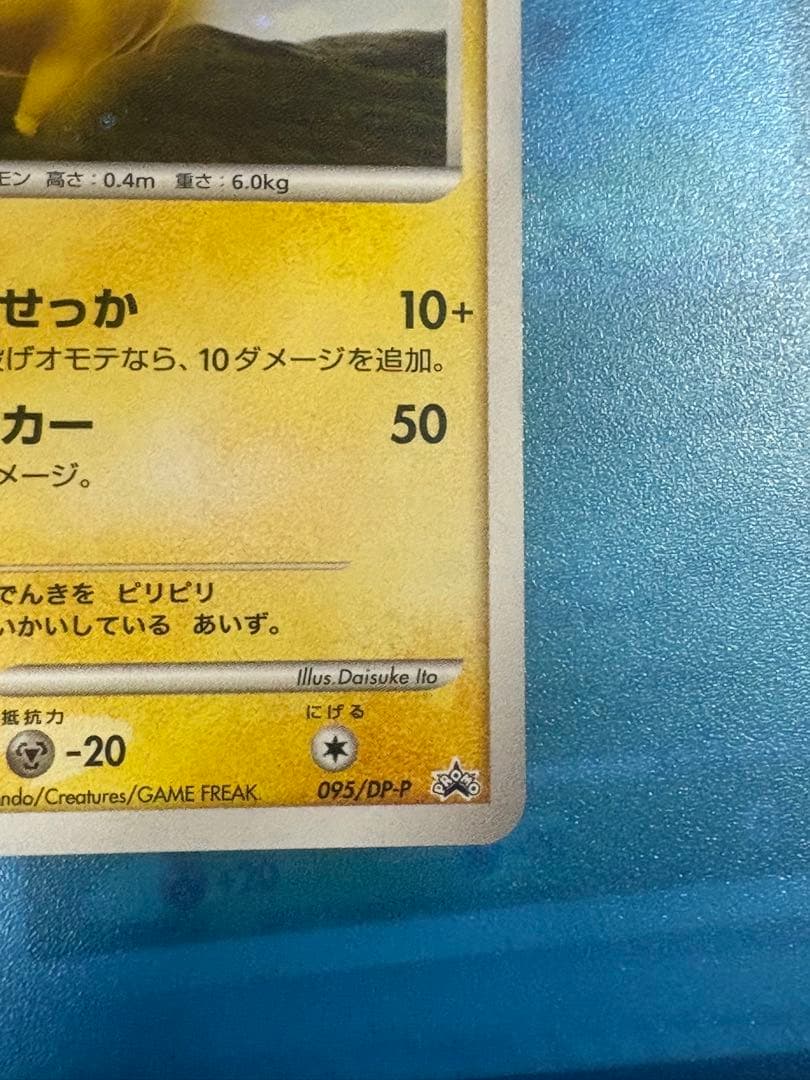 モン 高さ：0.4m 重さ：6.0kg
せっか 10+
げオモテなら、10ダメージを追加。
カー 50
メージ。
でんきを ピリピリ
いかいしている あいず。
Illus. Daisuke Ito
抵抗力 にげる
-20
ndo/Creatures/GAME FREAK 095/DP-P PROMO
+20